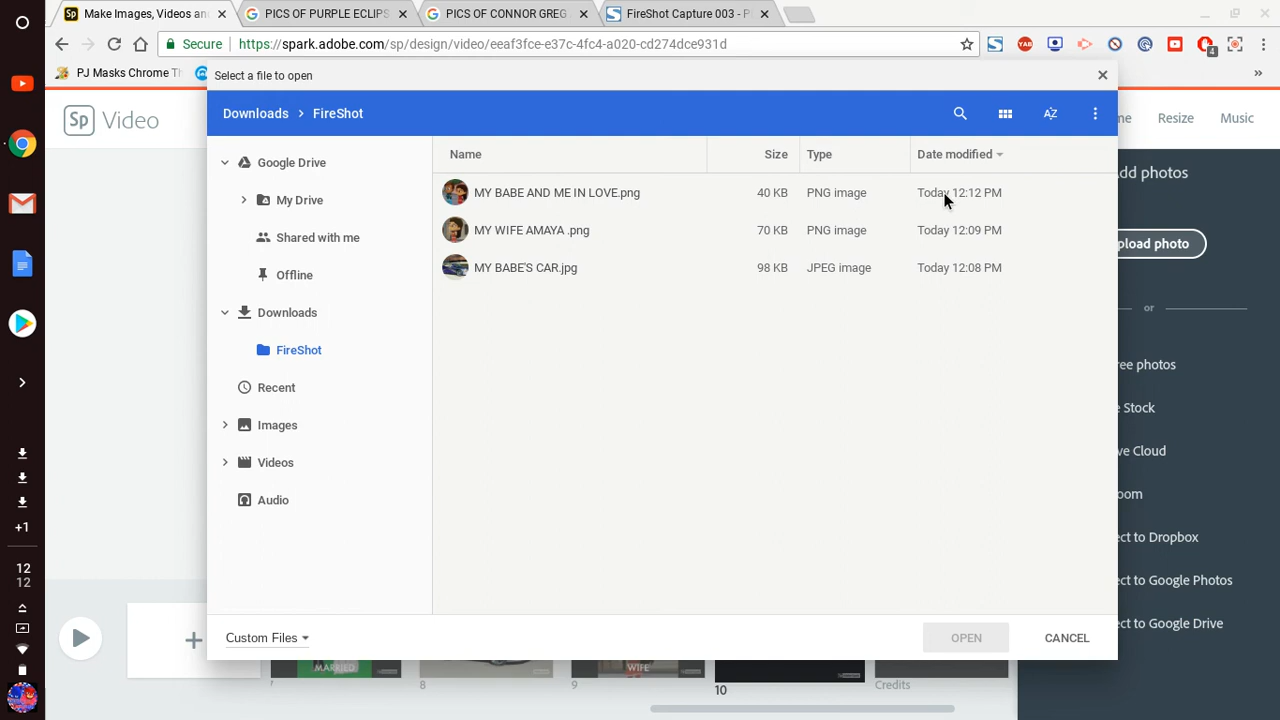 Make Images, Videos an
PICS OF PURPLE ECLIPS
PICS OF CONNOR GREG
FireShot Capture 003 - P
Secure
https://spark.adobe.com/sp/design/video/eeaf3fce-e37c-4fc4-a020-cd274dce931d
YAB
4
PJ Masks Chrome Th
»
Select a file to open
Sp Video
Downloads > FireShot
AZ
me
Resize
Music
Google Drive
My Drive
Shared with me
Offline
Downloads
FireShot
Recent
Images
Videos
Audio
Name
Size
Type
Date modified
MY BABE AND ME IN LOVE.png
40 KB
PNG image
Today 12:12 PM
MY WIFE AMAYA .png
70 KB
PNG image
Today 12:09 PM
MY BABE'S CAR.jpg
98 KB
JPEG image
Today 12:08 PM
dd photos
pload photo
or
ree photos
e Stock
ve Cloud
oom
ect to Dropbox
ect to Google Photos
ect to Google Drive
+1
12
12
Custom Files
OPEN
CANCEL
MARRIED
WIFE
7
8
9
10
Credits